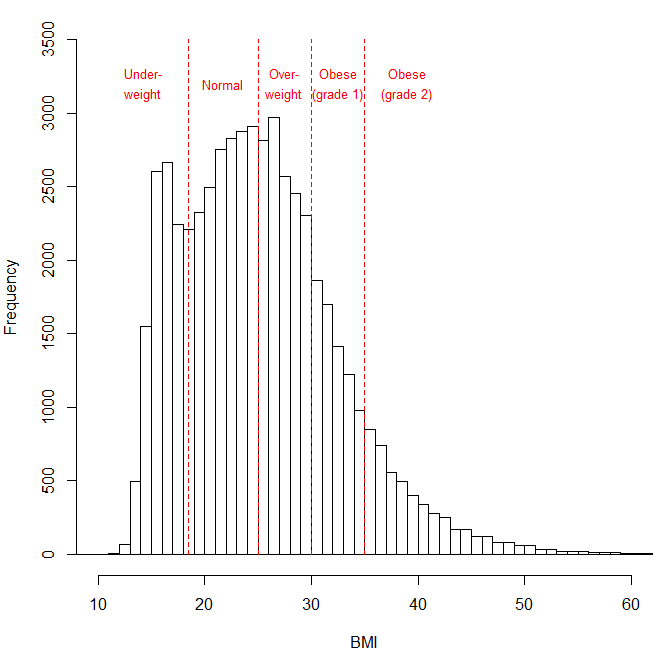 3500
3000
2500
2000
1500
1000
500
0
Frequency
Under-
weight
Normal
Over-
weight
Obese
(grade 1)
Obese
(grade 2)
10
20
30
40
50
60
BMI